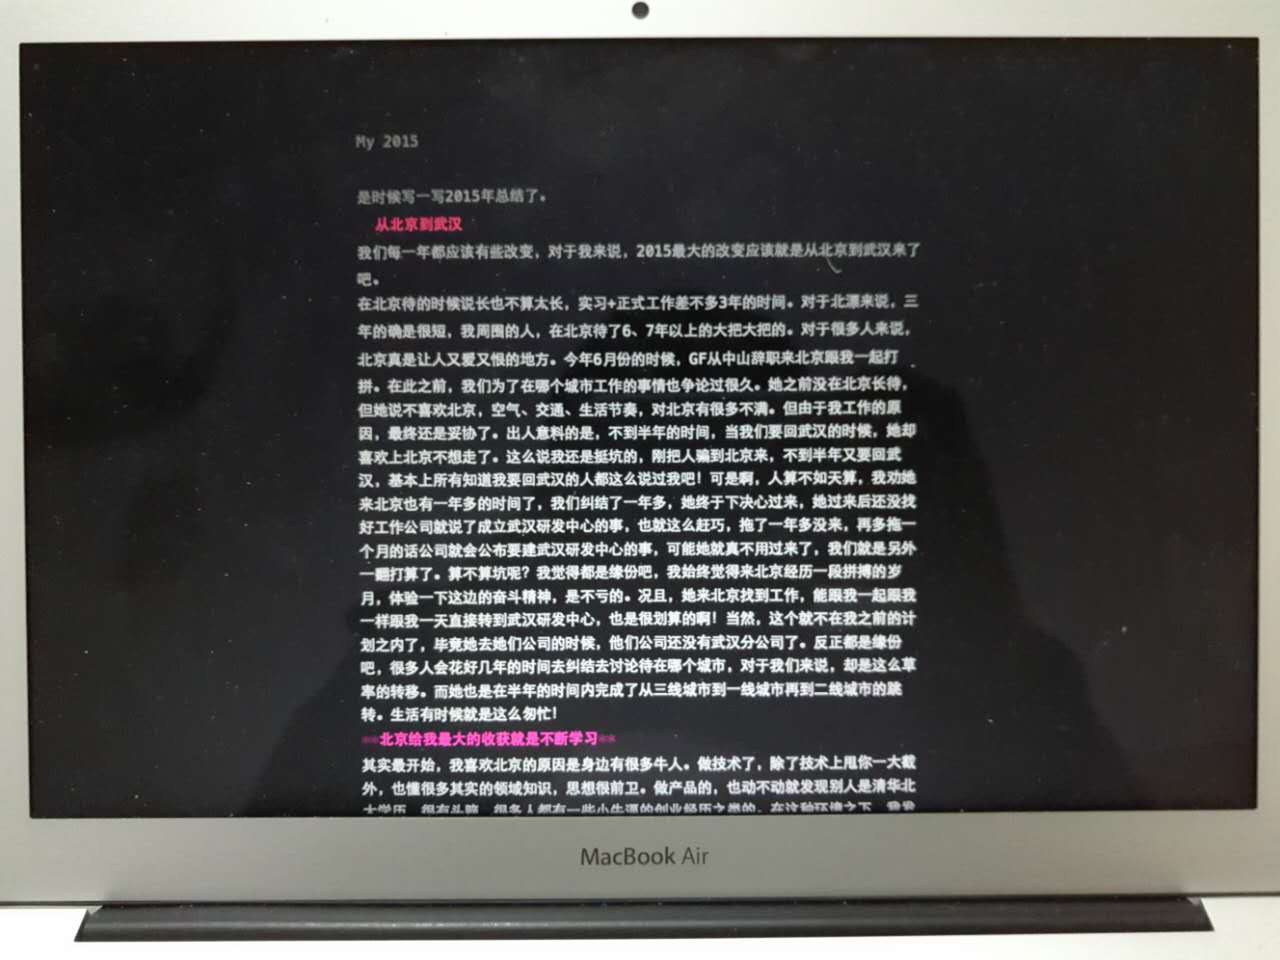 My 2015
是时候写一写2015年总结了。
从北京到武汉
我们每一年都应该有些改变，对于我来说，2015最大的改变应该就是从北京到武汉来了
吧。
在北京待的时候说长也不算太长，实习+正式工作差不多3年的时间。对于北漂来说，三
年的确是很短，我周围的人，在北京待了6、7年以上的大把大把的。对于很多人来说，
北京真是让人又爱又恨的地方。今年6月份的时候，GF从中山辞职来北京跟我一起打
拼。在此之前，我们为了在哪个城市工作的事情也争论过很久。她之前没在北京长待，
但她说不喜欢北京，空气、交通、生活节奏，对北京有很多不满。但由于我工作的原
因，最终还是妥协了。出人意料的是，不到半年的时间，当我们要回武汉的时候，她却
喜欢上北京不想走了。这么说我还是挺坑的，刚把人骗到北京来，不到半年又要回武
汉，基本上所有知道我要回武汉的人都这么说过我吧！可是啊，人算不如天算，我劝她
来北京也有一年多的时间了，我们纠结了一年多，她终于下决心过来，她过来后还没找
好工作公司就说了成立武汉研发中心的事，也就这么赶巧，拖了一年多没来，再多拖一
个月的话公司就会公布要建武汉研发中心的事，可能她就真不用过来了，我们就是另外
一翻打算了。算不算坑呢？我觉得都是缘份吧，我始终觉得来北京经历一段拼搏的岁
月，体验一下这边的奋斗精神，是不亏的。况且，她来北京找到工作，能跟我一起跟我
一样跟我一天直接转到武汉研发中心，也是很划算的啊！当然，这个就不在我之前的计
划之内了，毕竟她去她们公司的时候，他们公司还没有武汉分公司了。反正都是缘份
吧，很多人会花好几年的时间去纠结去讨论待在哪个城市，对于我们来说，却是这么草
率的转移。而她也是在半年的时间内完成了从三线城市到一线城市再到二线城市的跳
转。生活有时候就是这么匆忙！
**北京给我最大的收获就是不断学习**
其实最开始，我喜欢北京的原因是身边有很多牛人。做技术了，除了技术上甩你一大截
外，也懂很多其实的领域知识，思想很前卫。做产品的，也动不动就发现别人是清华北
大学历，很有头脑，很多人都有一些小牛逼的创业经历之类的。在这种环境之下，我发
MacBook Air